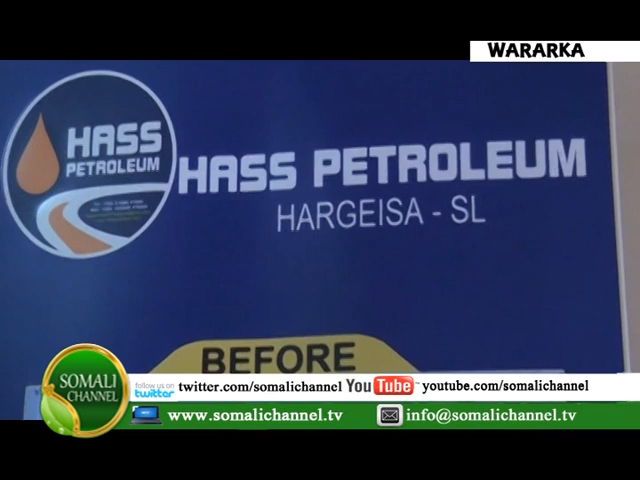 WARARKA
HASS
PETROLEUM
HASS PETROLEUM
HARGEISA - SL
BEFORE
SOMALI
CHANNEL
follow us on
twitter
twitter.com/somalichannel
YouTube
youtube.com/somalichannel
www.somalichannel.tv
info@somalichannel.tv